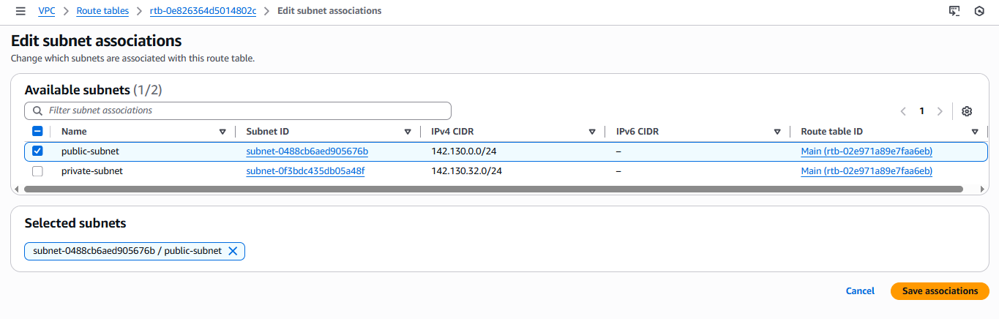 VPC > Route tables > rtb-0e826364d5014802c > Edit subnet associations
Edit subnet associations
Change which subnets are associated with this route table.
Available subnets (1/2)
Filter subnet associations
1
Name Subnet ID IPv4 CIDR IPv6 CIDR Route table ID
public-subnet subnet-0488cb6aed905676b 142.130.0.0/24 – Main (rtb-02e971a89e7faa6eb)
private-subnet subnet-0f3bdc435db05a48f 142.130.32.0/24 – Main (rtb-02e971a89e7faa6eb)
Selected subnets
subnet-0488cb6aed905676b / public-subnet
Cancel Save associations